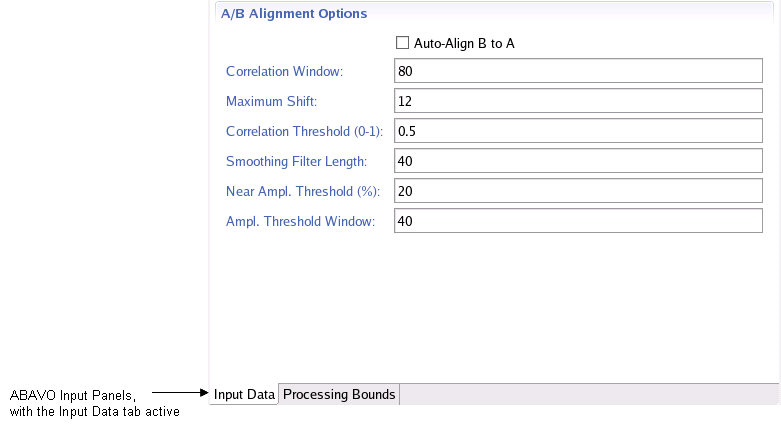 A/B Alignment Options
Auto-Align B to A
Correlation Window: 80
Maximum Shift: 12
Correlation Threshold (0-1): 0.5
Smoothing Filter Length: 40
Near Ampl. Threshold (%): 20
Ampl. Threshold Window: 40
Input Data Processing Bounds
ABAVO Input Panels,
with the Input Data tab active